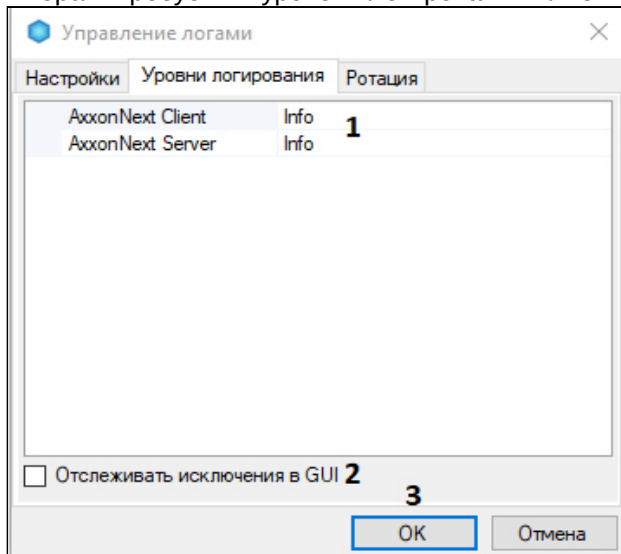 Управление логами
Настройки Уровни логирования Ротация
AxxonNext Client Info 1
AxxonNext Server Info
Отслеживать исключения в GUI 2
3
OK Отмена